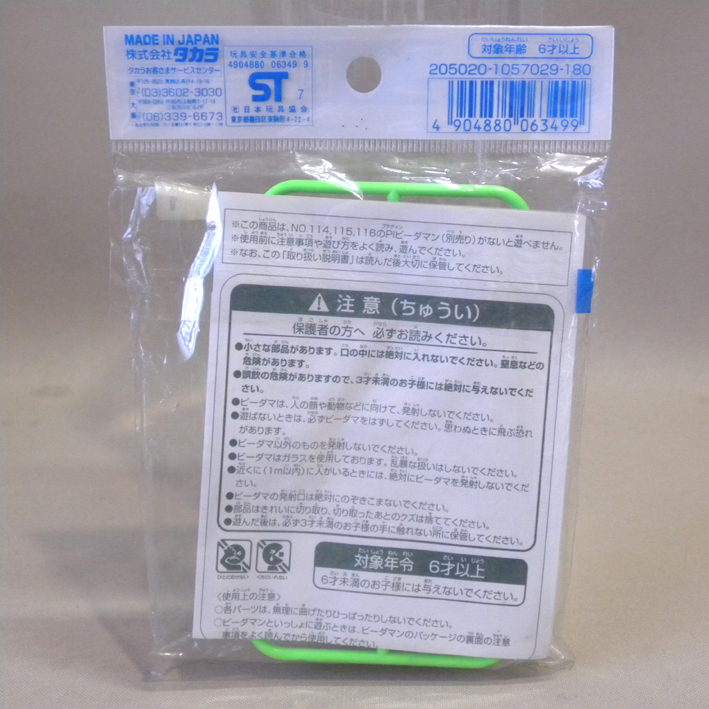 MADE IN JAPAN
株式会社 タカラ
タカラお客さまサービスセンター
東京
(03)3602-3030
大阪
(06)339-6673
玩具安全基準合格
4904880 06349 9
ST 7
社日本玩具協会
対象年齢 6才以上
205020-1057029-180
4 904880 063499
※この商品は、NO.114,115,116のPIビーダマン(別売り)がないと遊べません。
※使用前に注意事項や遊び方をよく読み、遊んでください。
※なお、この「取り扱い説明書」は読んだ後大切に保管してください。
注意(ちゅうい)
保護者の方へ 必ずお読みください。
●小さな部品があります。口の中には絶対に入れないでください。窒息などの
危険があります。
●誤飲の危険がありますので、3才未満のお子様には絶対に与えないでくだ
さい。
●ビーダマは、人の顔や動物などに向けて、発射しないでください。
●遊ばないときは、必ずビーダマをはずしてください。思わぬときに飛ぶ恐れ
があります。
●ビーダマ以外のものを発射しないでください。
●ビーダマはガラスを使用しております。乱暴な扱いはしないでください。
●近くに(1m以内)に人がいるときには、絶対にビーダマを発射しないでくだ
さい。
●ビーダマの発射口は絶対にのぞきこまないでください。
●部品はきれいに切り取り、切り取ったあとのクズは捨ててください。
●遊んだ後は、必ず3才未満のお子様の手に触れない所に保管してください。
対象年令 6才以上
6才未満のお子様には与えないでください。
〈使用上の注意〉
○各パーツは、無理に曲げたりひっぱったりしないでください。
○ビーダマンといっしょに遊ぶときは、ビーダマンのパッケージの裏面の注意
事項をよく読んでから使用してください。